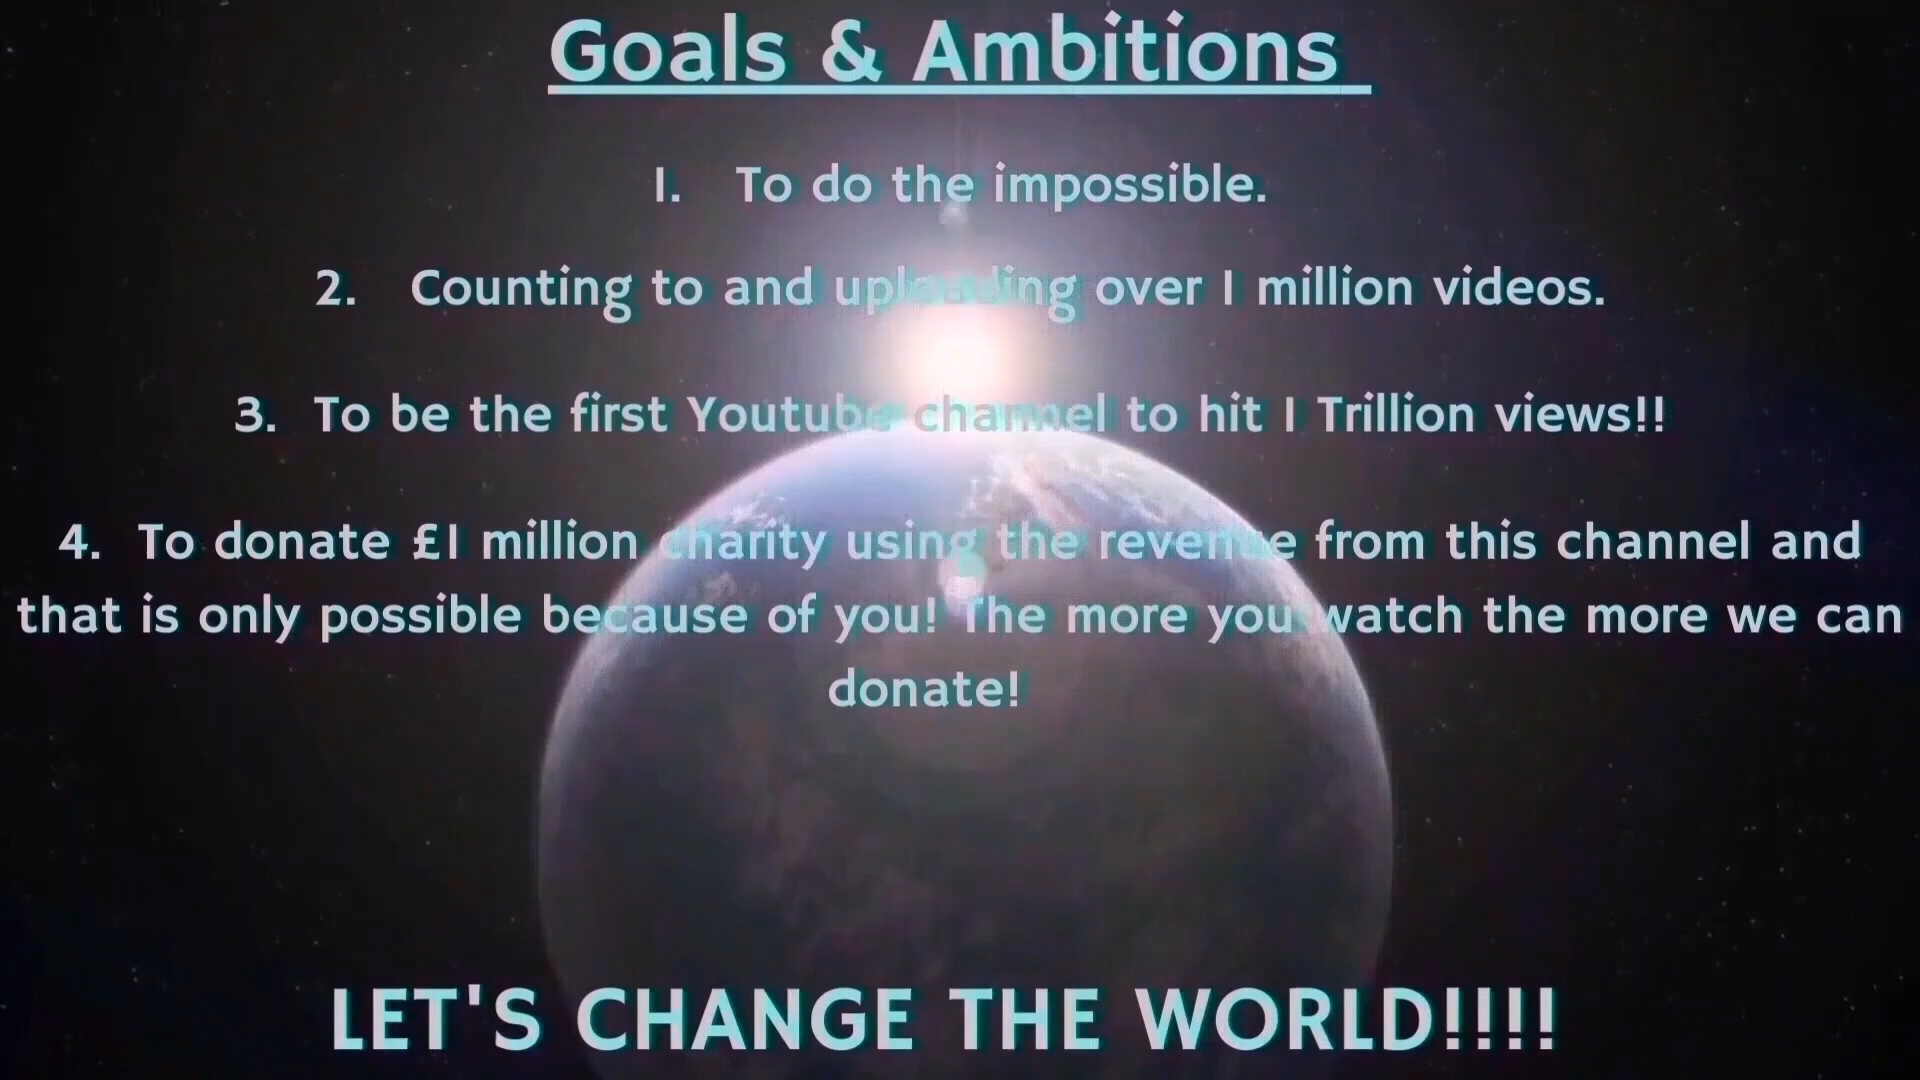 Goals & Ambitions
1. To do the impossible.
2. Counting to and uploading over 1 million videos.
3. To be the first Youtube channel to hit 1 Trillion views!!
4. To donate £1 million charity using the revenue from this channel and
that is only possible because of you! The more you watch the more we can
donate!
LET'S CHANGE THE WORLD!!!!